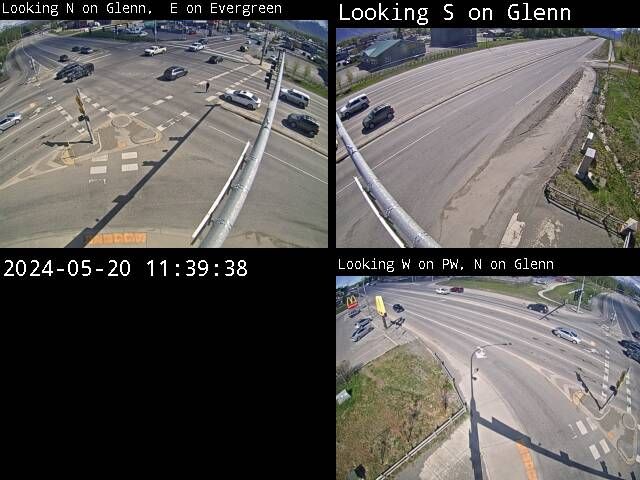 Looking N on Glenn,  E on Evergreen
Looking S on Glenn
2024-05-20 11:39:38
Looking W on PW, N on Glenn